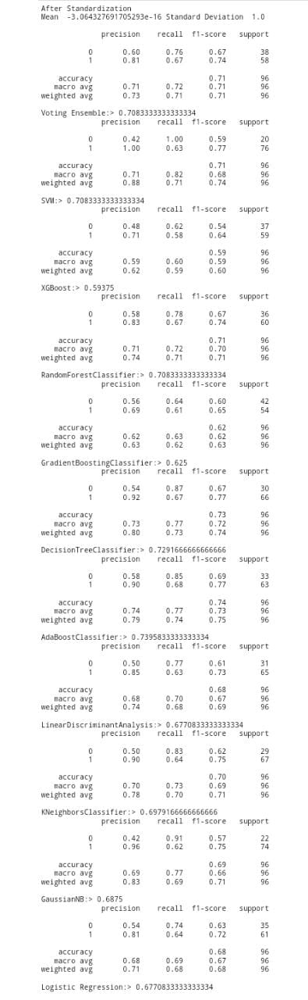 After Standardization
Mean  -3.064327691705293e-16 Standard Deviation  1.0
precision    recall  f1-score   support
0       0.60      0.76      0.67        38
1       0.81      0.67      0.74        58
accuracy                           0.71        96
macro avg       0.71      0.72      0.71        96
weighted avg       0.73      0.71      0.71        96
Voting Ensemble:> 0.7083333333333334
precision    recall  f1-score   support
0       0.42      1.00      0.59        20
1       1.00      0.63      0.77        76
accuracy                           0.71        96
macro avg       0.71      0.82      0.68        96
weighted avg       0.88      0.71      0.74        96
SVM:> 0.7083333333333334
precision    recall  f1-score   support
0       0.48      0.62      0.54        37
1       0.71      0.58      0.64        59
accuracy                           0.59        96
macro avg       0.59      0.60      0.59        96
weighted avg       0.62      0.59      0.60        96
XGBoost:> 0.59375
precision    recall  f1-score   support
0       0.58      0.78      0.67        36
1       0.83      0.67      0.74        60
accuracy                           0.71        96
macro avg       0.71      0.72      0.70        96
weighted avg       0.74      0.71      0.71        96
RandomForestClassifier:> 0.7083333333333334
precision    recall  f1-score   support
0       0.56      0.64      0.60        42
1       0.69      0.61      0.65        54
accuracy                           0.62        96
macro avg       0.62      0.63      0.62        96
weighted avg       0.63      0.62      0.63        96
GradientBoostingClassifier:> 0.625
precision    recall  f1-score   support
0       0.54      0.87      0.67        30
1       0.92      0.67      0.77        66
accuracy                           0.73        96
macro avg       0.73      0.77      0.72        96
weighted avg       0.80      0.73      0.74        96
DecisionTreeClassifier:> 0.7291666666666666
precision    recall  f1-score   support
0       0.58      0.85      0.69        33
1       0.90      0.68      0.77        63
accuracy                           0.74        96
macro avg       0.74      0.77      0.73        96
weighted avg       0.79      0.74      0.75        96
AdaBoostClassifier:> 0.7395833333333334
precision    recall  f1-score   support
0       0.50      0.77      0.61        31
1       0.85      0.63      0.73        65
accuracy                           0.68        96
macro avg       0.68      0.70      0.67        96
weighted avg       0.74      0.68      0.69        96
LinearDiscriminantAnalysis:> 0.6770833333333334
precision    recall  f1-score   support
0       0.50      0.83      0.62        29
1       0.90      0.64      0.75        67
accuracy                           0.70        96
macro avg       0.70      0.73      0.69        96
weighted avg       0.78      0.70      0.71        96
KNeighborsClassifier:> 0.6979166666666666
precision    recall  f1-score   support
0       0.42      0.91      0.57        22
1       0.96      0.62      0.75        74
accuracy                           0.69        96
macro avg       0.69      0.77      0.66        96
weighted avg       0.83      0.69      0.71        96
GaussianNB:> 0.6875
precision    recall  f1-score   support
0       0.54      0.74      0.63        35
1       0.81      0.64      0.72        61
accuracy                           0.68        96
macro avg       0.68      0.69      0.67        96
weighted avg       0.71      0.68      0.68        96
Logistic Regression:> 0.6770833333333334